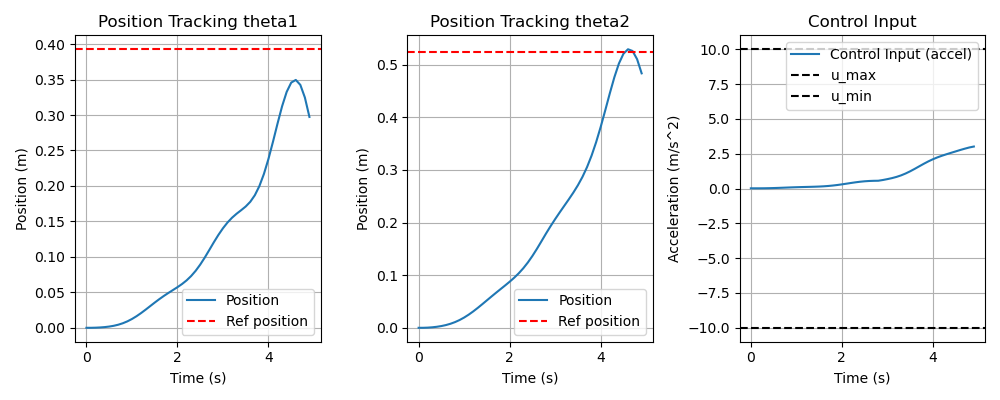 Position Tracking theta1
0.40
0.35
0.30
0.25
0.20
0.15
0.10
0.05
0.00
Position (m)
0
2
4
Time (s)
Position
Ref position
Position Tracking theta2
0.5
0.4
0.3
0.2
0.1
0.0
Position (m)
0
2
4
Time (s)
Position
Ref position
Control Input
10.0
7.5
5.0
2.5
0.0
−2.5
−5.0
−7.5
−10.0
Acceleration (m/s^2)
0
2
4
Time (s)
Control Input (accel)
u_max
u_min